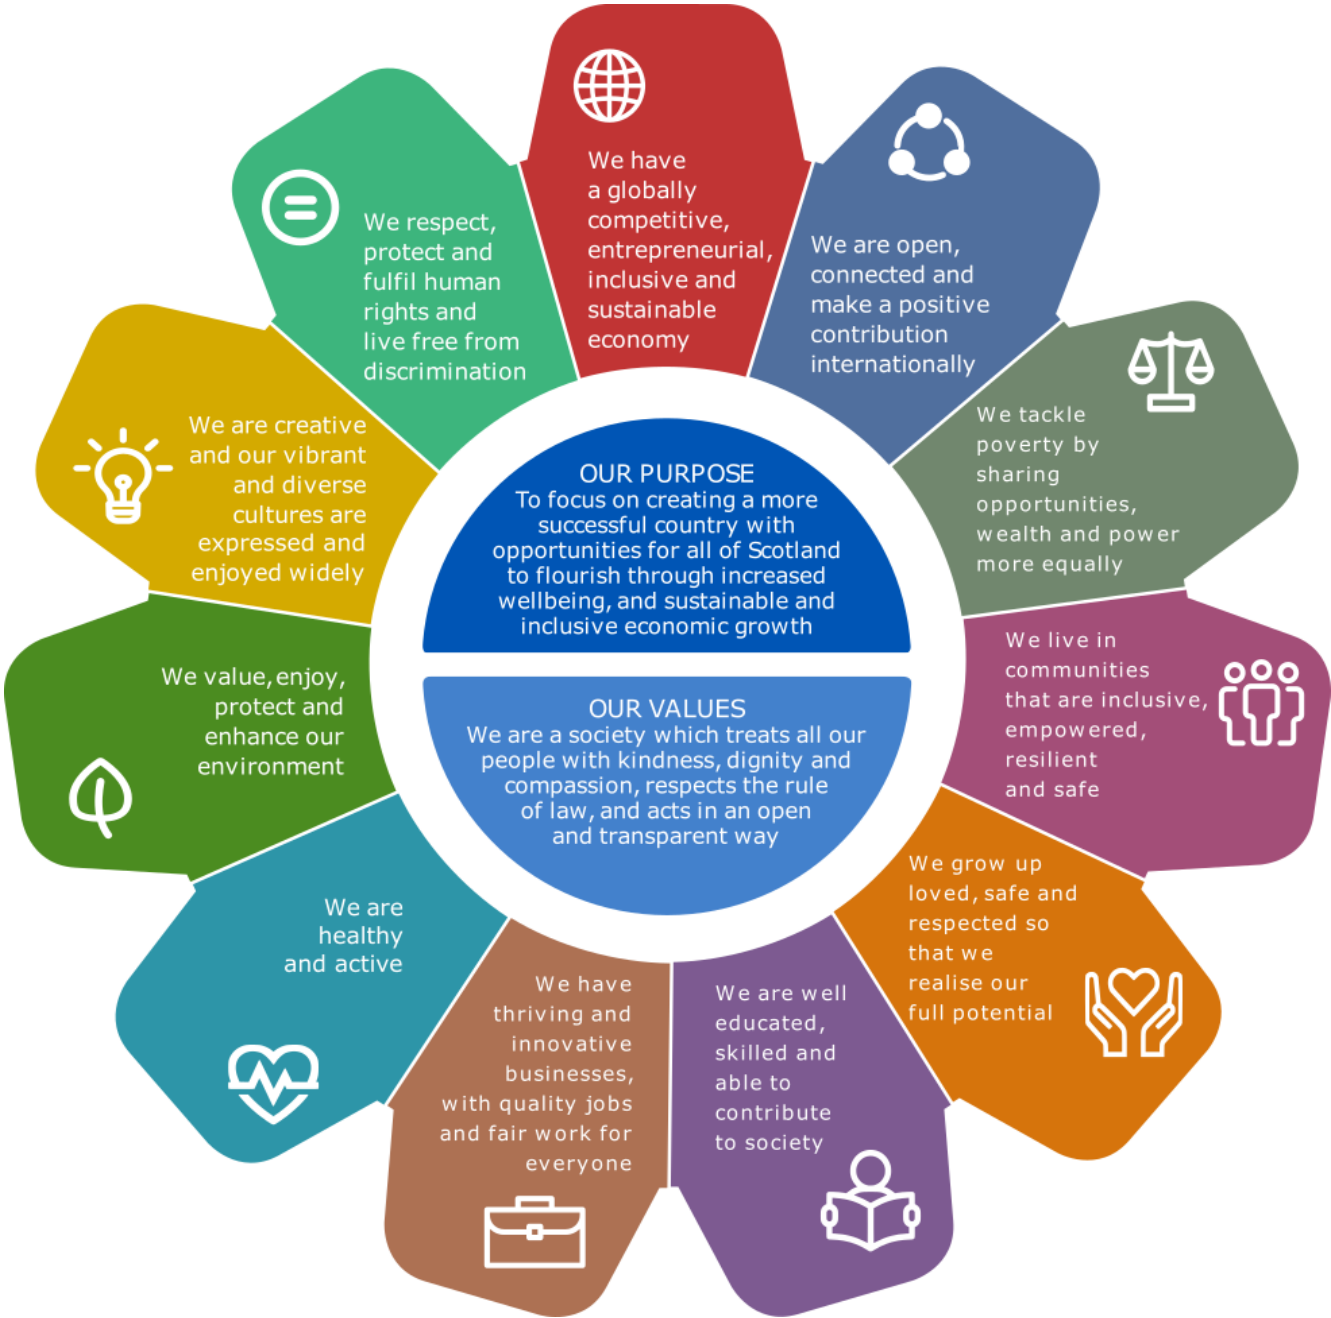 We have
a globally
competitive,
entrepreneurial,
inclusive and
sustainable
economy
We are open,
connected and
make a positive
contribution
internationally
We tackle
poverty by
sharing
opportunities,
wealth and power
more equally
We live in
communities
that are inclusive,
empowered,
resilient
and safe
We grow up
loved, safe and
respected so
that we
realise our
full potential
We are well
educated,
skilled and
able to
contribute
to society
We have
thriving and
innovative
businesses,
with quality jobs
and fair work for
everyone
We are
healthy
and active
We value, enjoy,
protect and
enhance our
environment
We are creative
and our vibrant
and diverse
cultures are
expressed and
enjoyed widely
We respect,
protect and
fulfil human
rights and
live free from
discrimination
OUR PURPOSE
To focus on creating a more
successful country with
opportunities for all of Scotland
to flourish through increased
wellbeing, and sustainable and
inclusive economic growth
OUR VALUES
We are a society which treats all our
people with kindness, dignity and
compassion, respects the rule
of law, and acts in an open
and transparent way